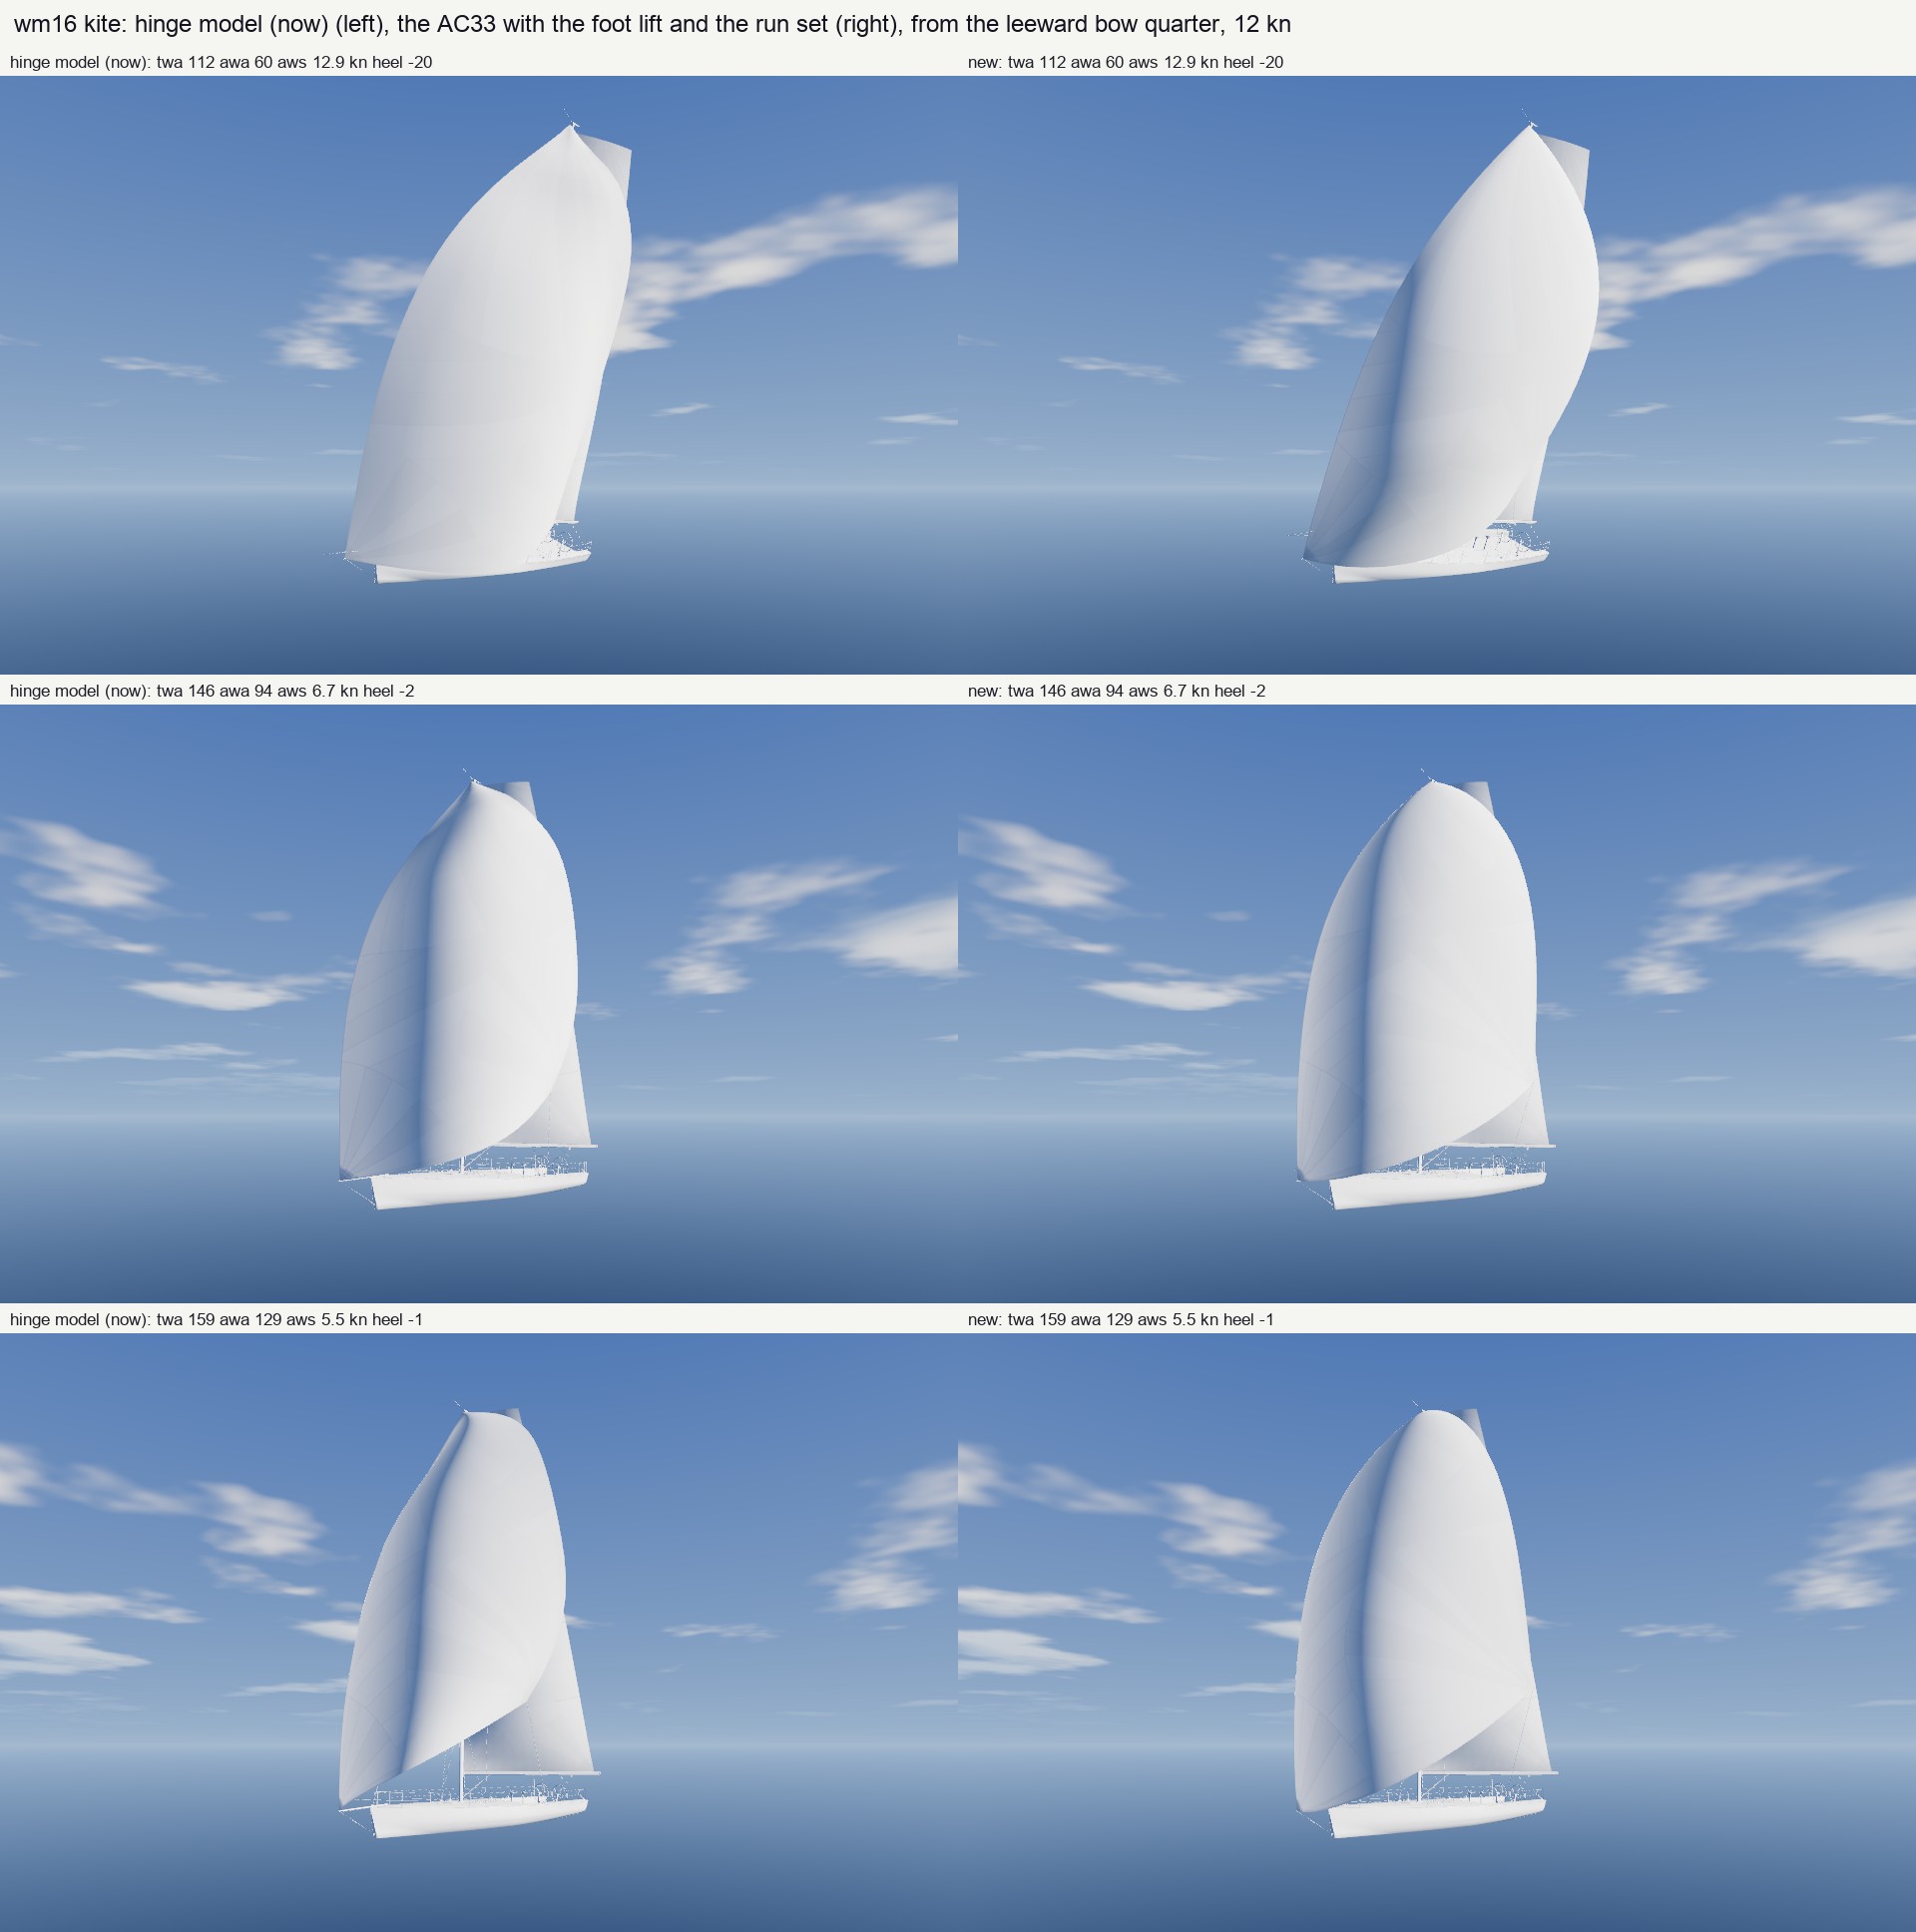 wm16 kite: hinge model (now) (left), the AC33 with the foot lift and the run set (right), from the leeward bow quarter, 12 kn
hinge model (now): twa 112 awa 60 aws 12.9 kn heel -20
new: twa 112 awa 60 aws 12.9 kn heel -20
hinge model (now): twa 146 awa 94 aws 6.7 kn heel -2
new: twa 146 awa 94 aws 6.7 kn heel -2
hinge model (now): twa 159 awa 129 aws 5.5 kn heel -1
new: twa 159 awa 129 aws 5.5 kn heel -1